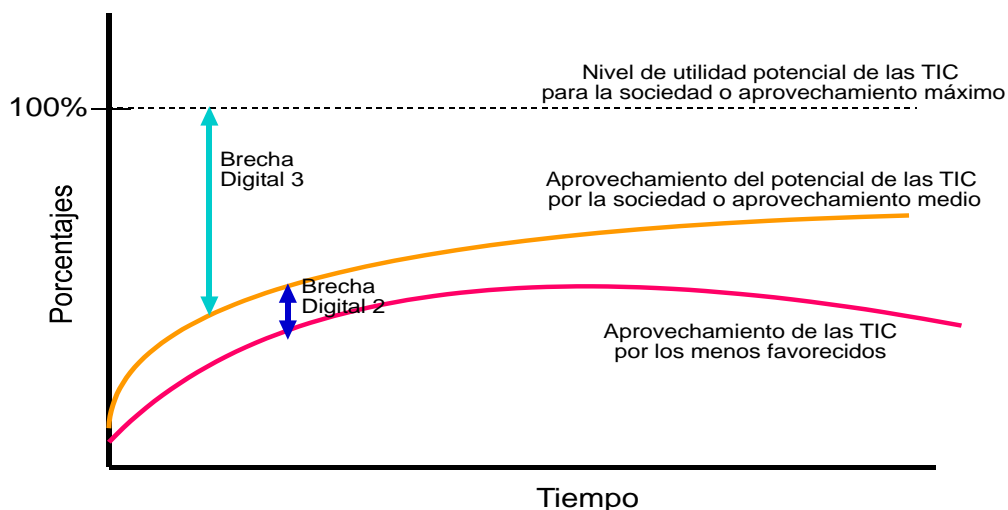 Nivel de utilidad potencial de las TIC
para la sociedad o aprovechamiento máximo
100%
Brecha
Digital 3
Aprovechamiento del potencial de las TIC
por la sociedad o aprovechamiento medio
Porcentajes
Brecha
Digital 2
Aprovechamiento de las TIC
por los menos favorecidos
Tiempo